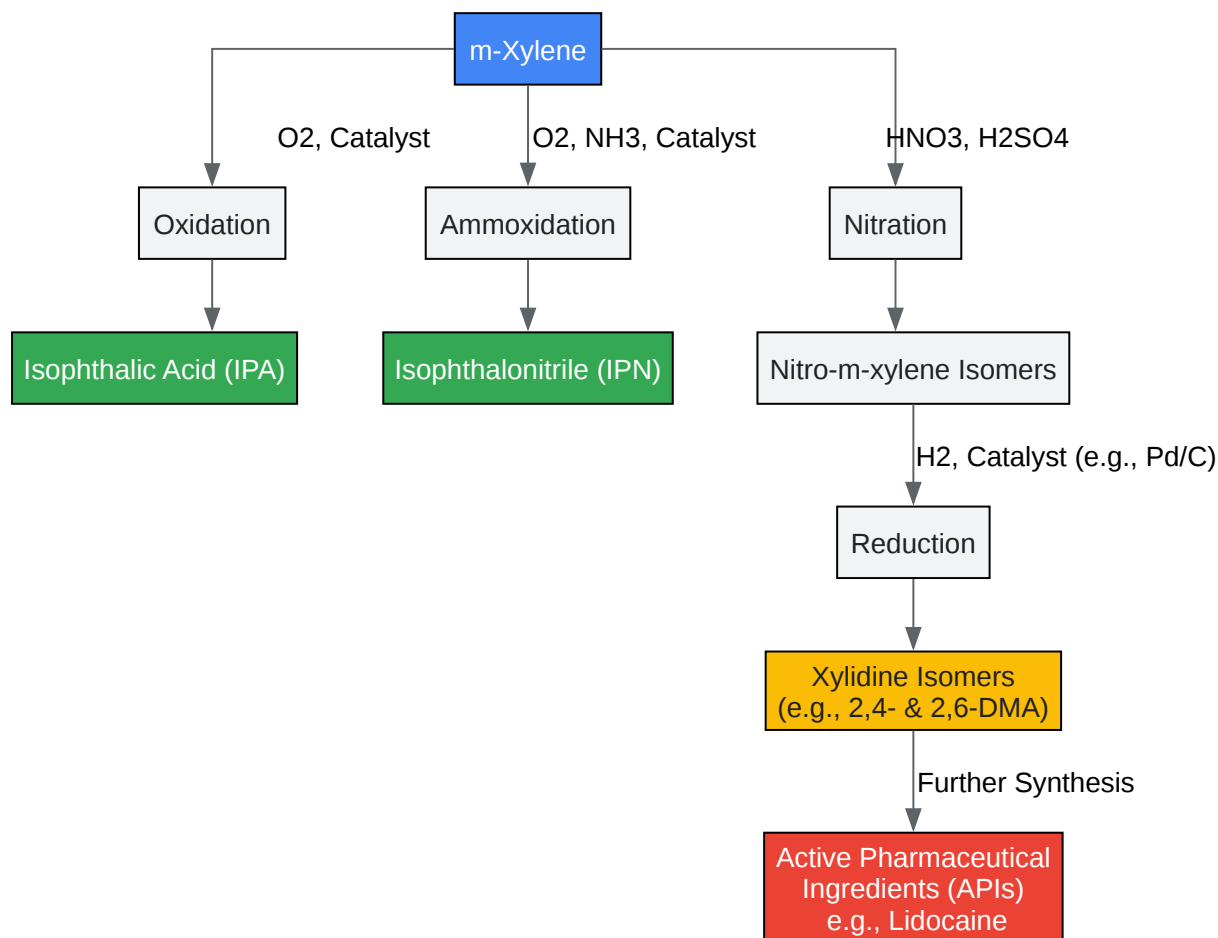 m-Xylene
O2, Catalyst
O2, NH3, Catalyst
HNO3, H2SO4
Oxidation
Ammoxidation
Nitration
Isophthalic Acid (IPA)
Isophthalonitrile (IPN)
Nitro-m-xylene Isomers
H2, Catalyst (e.g., Pd/C)
Reduction
Xylidine Isomers
(e.g., 2,4- & 2,6-DMA)
Further Synthesis
Active Pharmaceutical
Ingredients (APIs)
e.g., Lidocaine